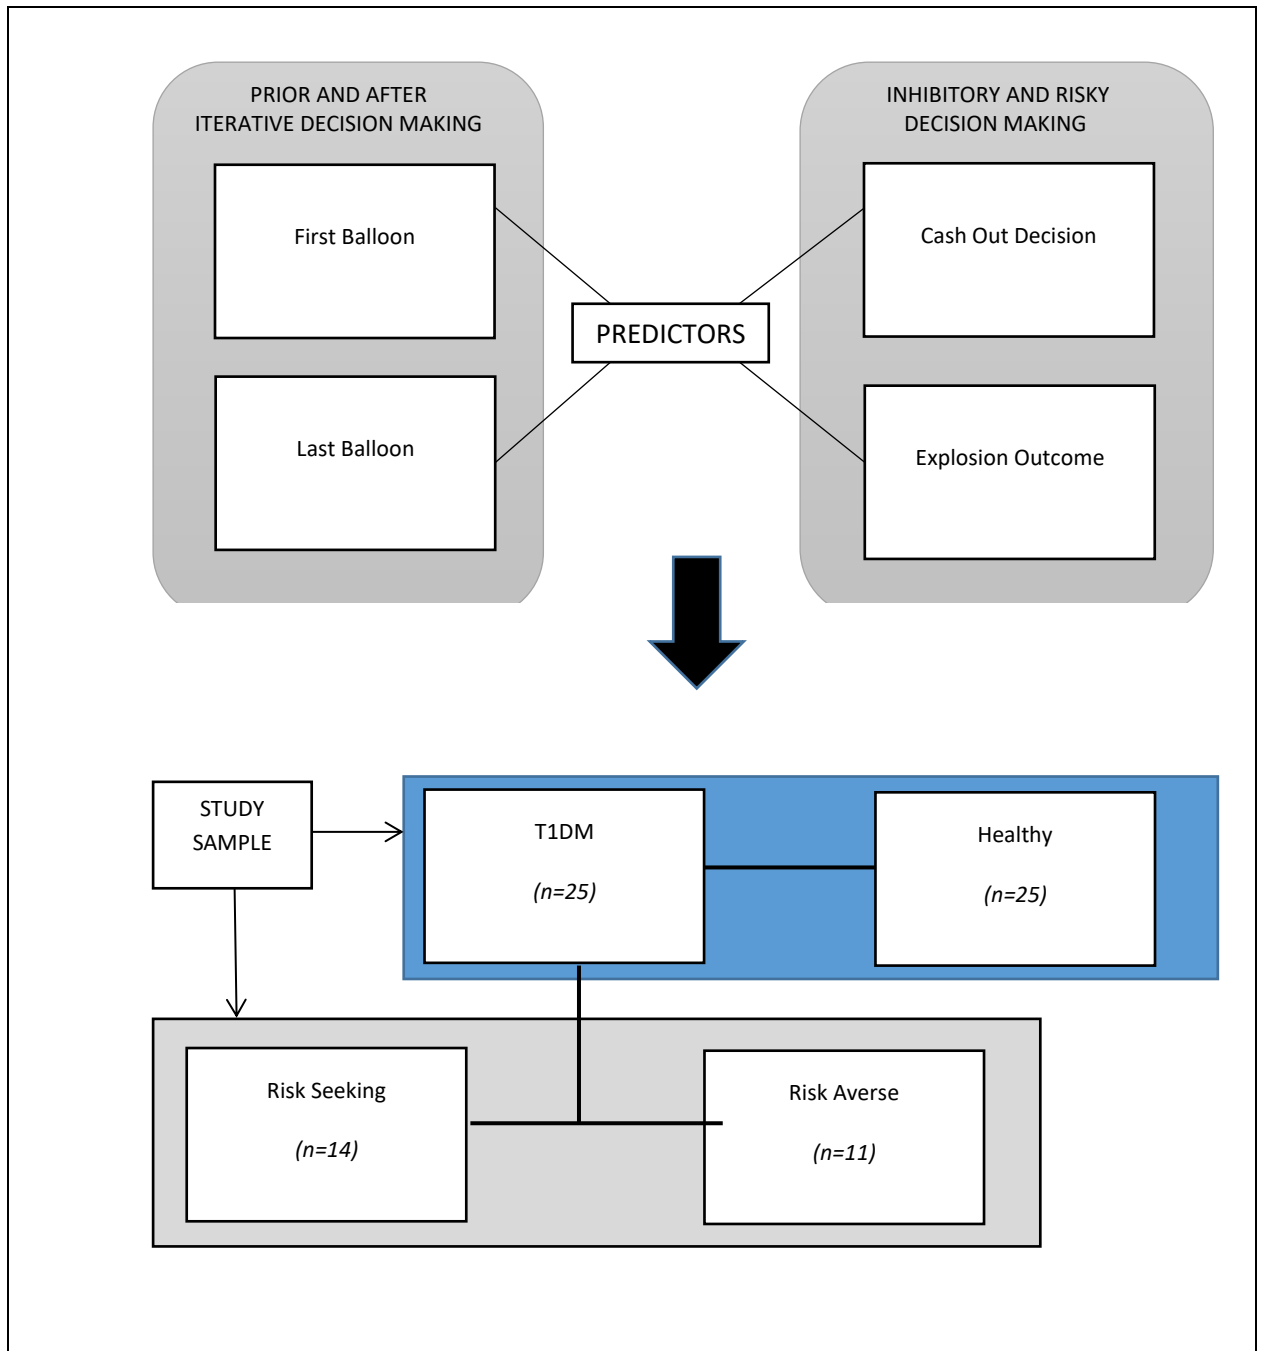 PRIOR AND AFTER
ITERATIVE DECISION MAKING
First Balloon
Last Balloon
PREDICTORS
INHIBITORY AND RISKY
DECISION MAKING
Cash Out Decision
Explosion Outcome
STUDY
SAMPLE
T1DM
(n=25)
Healthy
(n=25)
Risk Seeking
(n=14)
Risk Averse
(n=11)